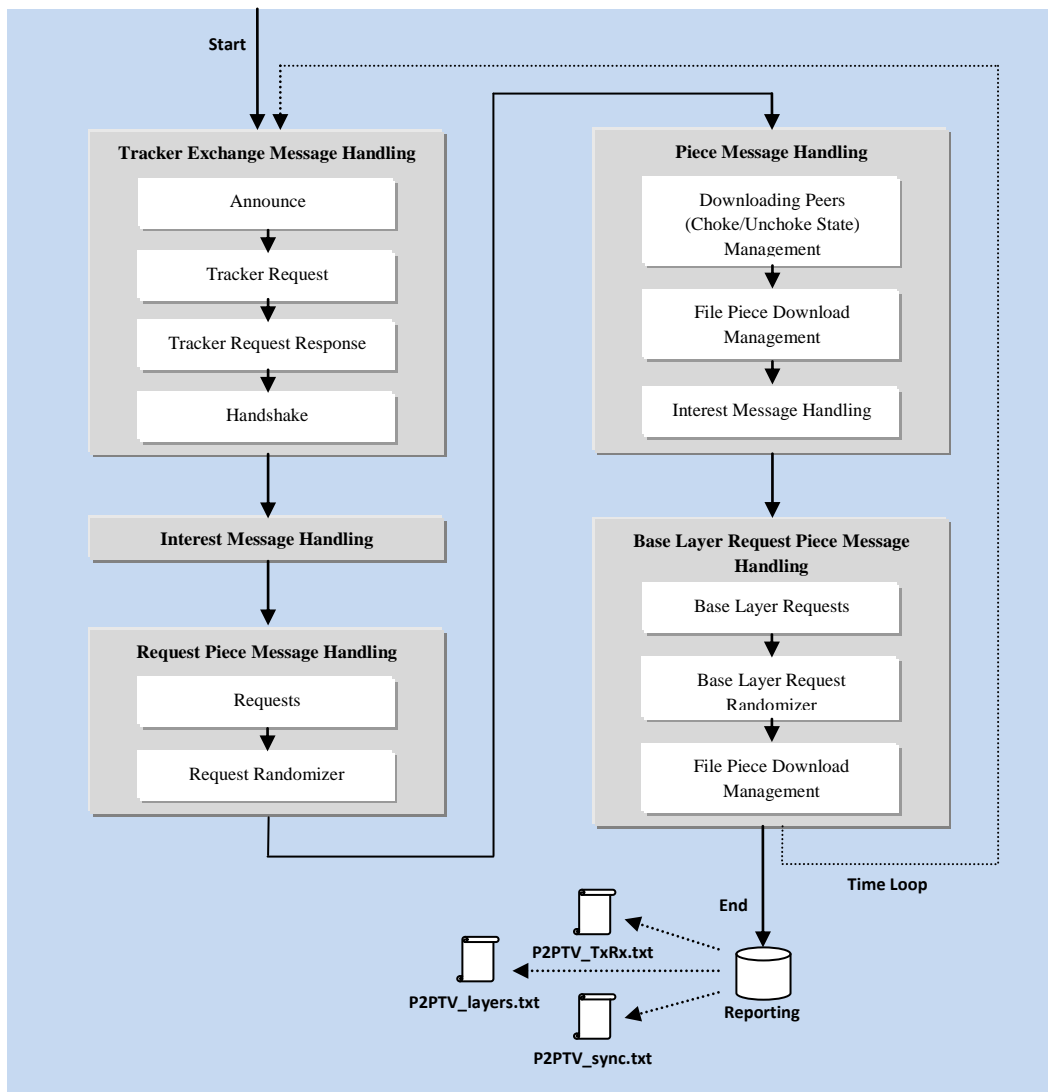 Start
Tracker Exchange Message Handling
Announce
Tracker Request
Tracker Request Response
Handshake
Interest Message Handling
Request Piece Message Handling
Requests
Request Randomizer
Piece Message Handling
Downloading Peers
(Choke/Unchoke State)
Management
File Piece Download
Management
Interest Message Handling
Base Layer Request Piece Message
Handling
Base Layer Requests
Base Layer Request
Randomizer
File Piece Download
Management
Time Loop
End
P2PTV_TxRx.txt
P2PTV_layers.txt
P2PTV_sync.txt
Reporting